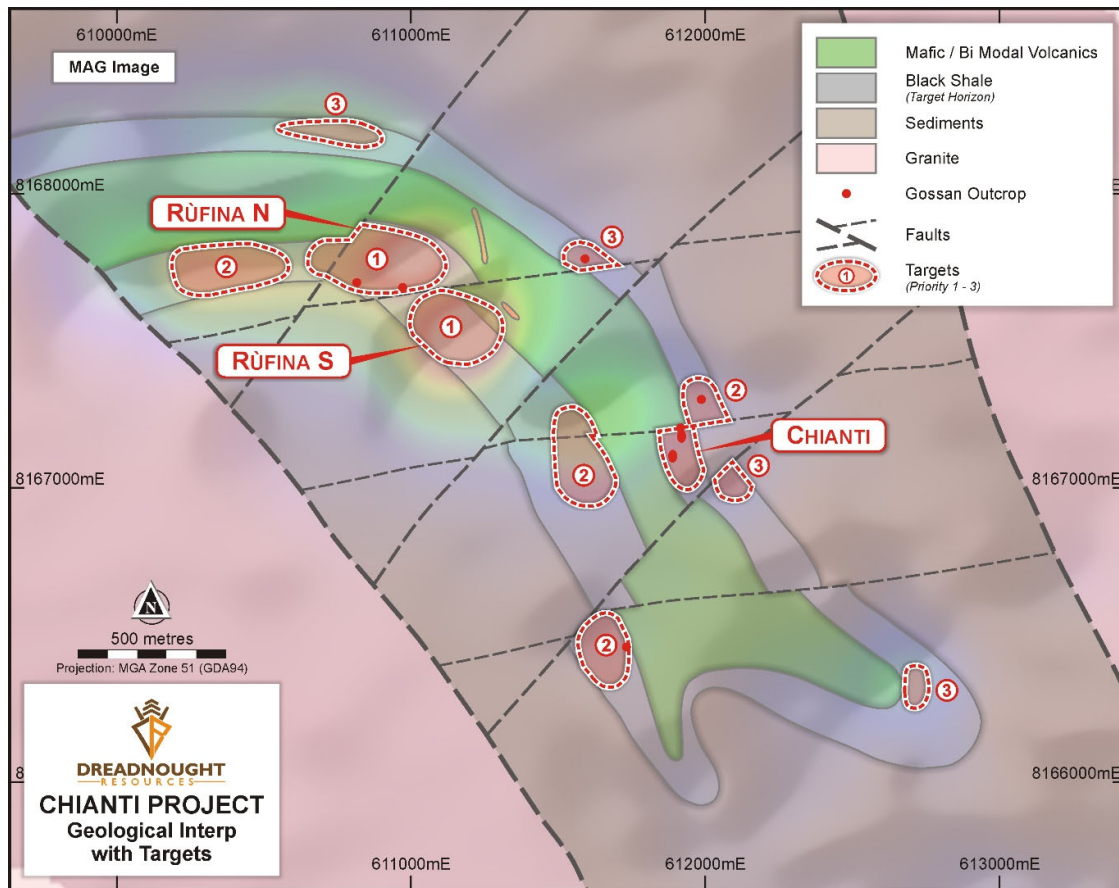 610000mE
611000mE
612000mE
MAG Image
Mafic / Bi Modal Volcanics
Black Shale
(Target Horizon)
Sediments
Granite
Gossan Outcrop
Faults
1
Targets
(Priority 1 - 3)
3
8168000mE
RÙFINA N
3
2
1
1
RÙFINA S
2
CHIANTI
2
3
8167000mE
8167000mE
N
500 metres
Projection: MGA Zone 51 (GDA94)
2
3
DREADNOUGHT
RESOURCES
CHIANTI PROJECT
Geological Interp
with Targets
8166000mE
611000mE
612000mE
613000mE